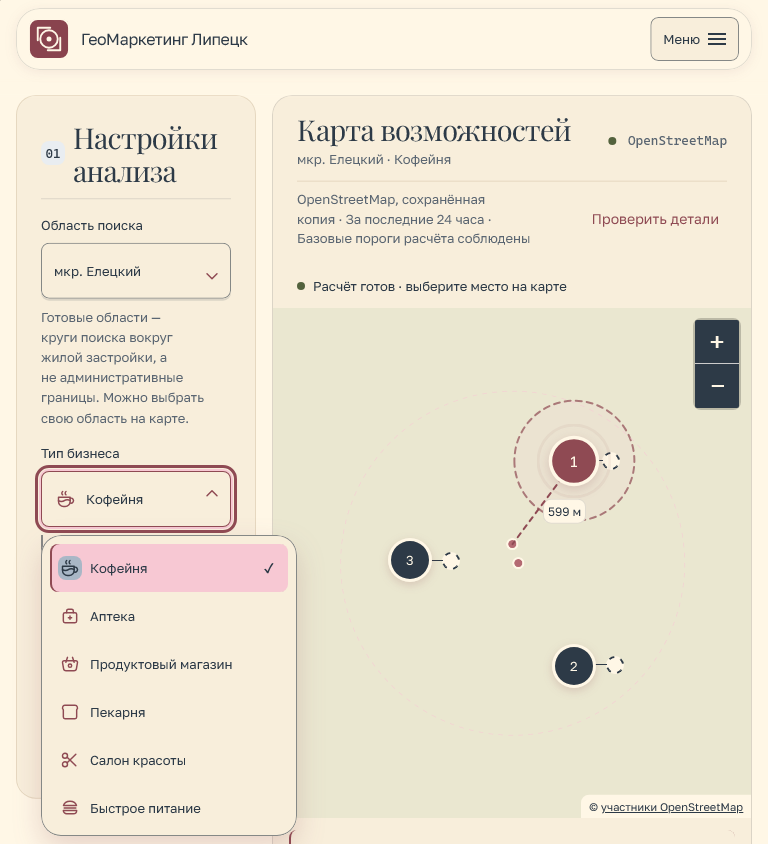 ГеоМаркетинг Липецк
Меню
01
Настройки
анализа
Область поиска
мкр. Елецкий
Готовые области —
круги поиска вокруг
жилой застройки, а
не административные
границы. Можно выбрать
свою область на карте.
Тип бизнеса
Кофейня
Кофейня
Аптека
Продуктовый магазин
Пекарня
Салон красоты
Быстрое питание
Карта возможностей
мкр. Елецкий · Кофейня
OpenStreetMap
OpenStreetMap, сохранённая
копия · За последние 24 часа ·
Базовые пороги расчёта соблюдены
Проверить детали
Расчёт готов · выберите место на карте
+
−
1
599 м
3
2
© участники OpenStreetMap